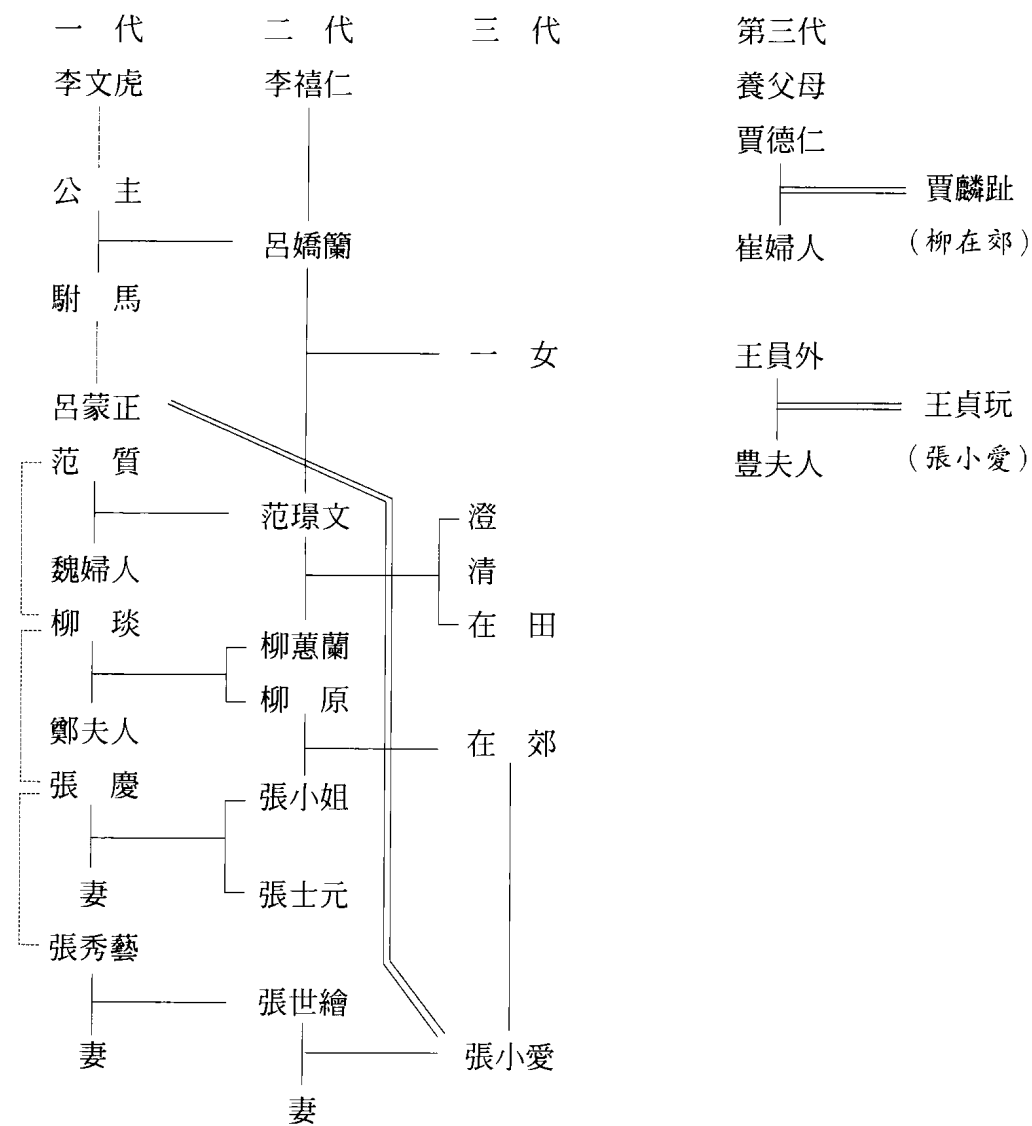 一代 二代 三代 第三代
李文虎 李禧仁 養父母
賈德仁
公主 賈麟趾
呂嬌蘭 崔婦人 (柳在郊)
駙馬
一女 王員外
呂蒙正 王貞玩
范質 豊夫人 (張小愛)
范璟文 澄
魏婦人 清
柳琰 在田
柳蕙蘭
柳原
鄭夫人 在郊
張慶
張小姐
妻 張士元
張秀藝
張世繪
妻 張小愛
妻